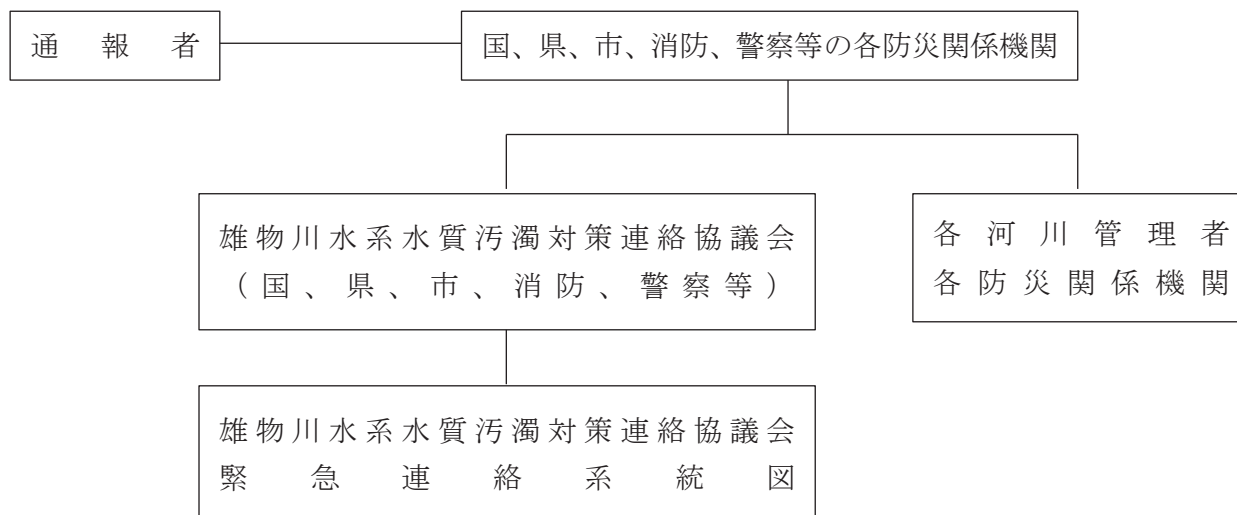 通報者
国、県、市、消防、警察等の各防災関係機関
雄物川水系水質汚濁対策連絡協議会
（国、県、市、消防、警察等）
各河川管理者
各防災関係機関
雄物川水系水質汚濁対策連絡協議会
緊急連絡系統図